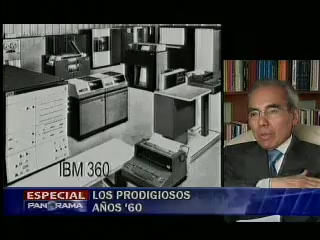 IBM 360
ESPECIAL
PANORAMA
LOS PRODIGIOSOS
AÑOS '60